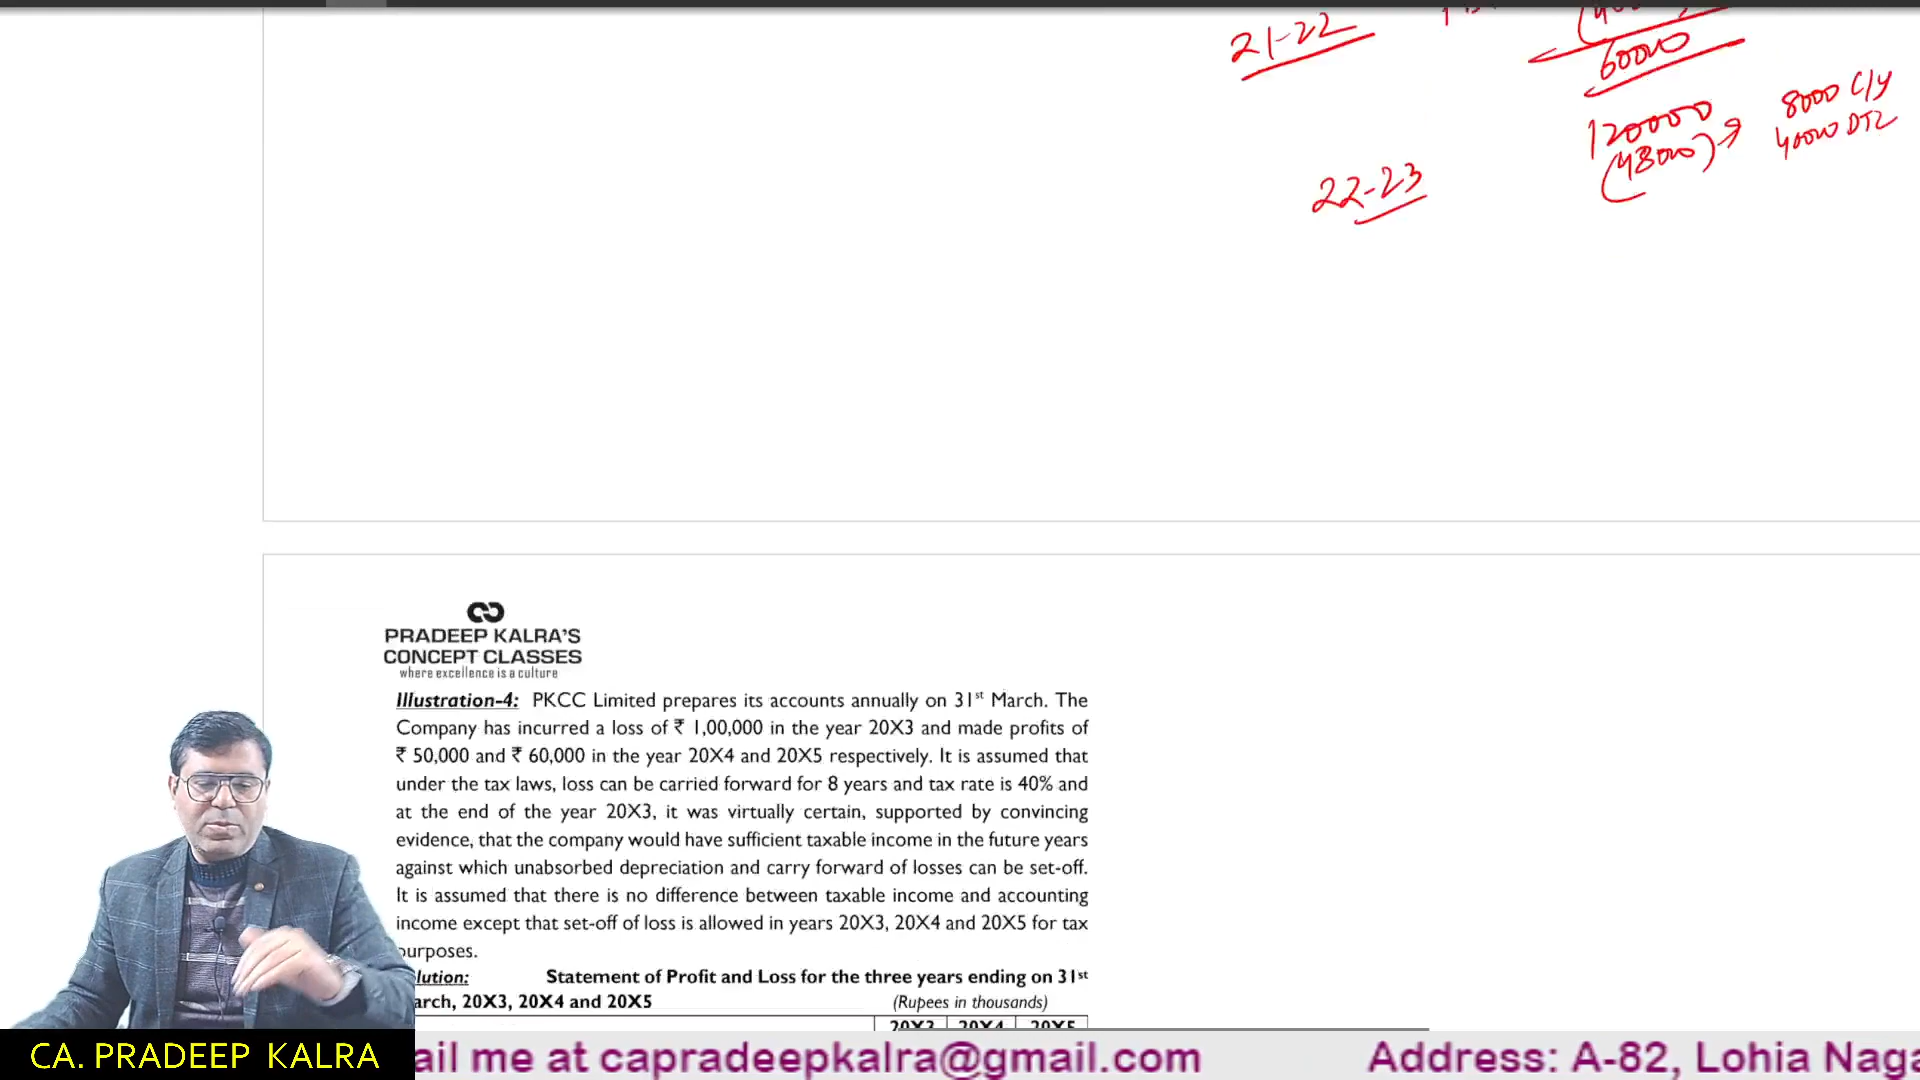 21-22
60000
120000
(48000) → 8000 C/Y
40000 DTL
22-23
PRADEEP KALRA'S
CONCEPT CLASSES
where excellence is a culture
Illustration-4: PKCC Limited prepares its accounts annually on 31st March. The
Company has incurred a loss of ₹ 1,00,000 in the year 20X3 and made profits of
₹ 50,000 and ₹ 60,000 in the year 20X4 and 20X5 respectively. It is assumed that
under the tax laws, loss can be carried forward for 8 years and tax rate is 40% and
at the end of the year 20X3, it was virtually certain, supported by convincing
evidence, that the company would have sufficient taxable income in the future years
against which unabsorbed depreciation and carry forward of losses can be set-off.
It is assumed that there is no difference between taxable income and accounting
income except that set-off of loss is allowed in years 20X3, 20X4 and 20X5 for tax
purposes.
lution: Statement of Profit and Loss for the three years ending on 31st
arch, 20X3, 20X4 and 20X5 (Rupees in thousands)
20X3 20X4 20X5
CA. PRADEEP KALRA
ail me at capradeepkalra@gmail.com Address: A-82, Lohia Naga